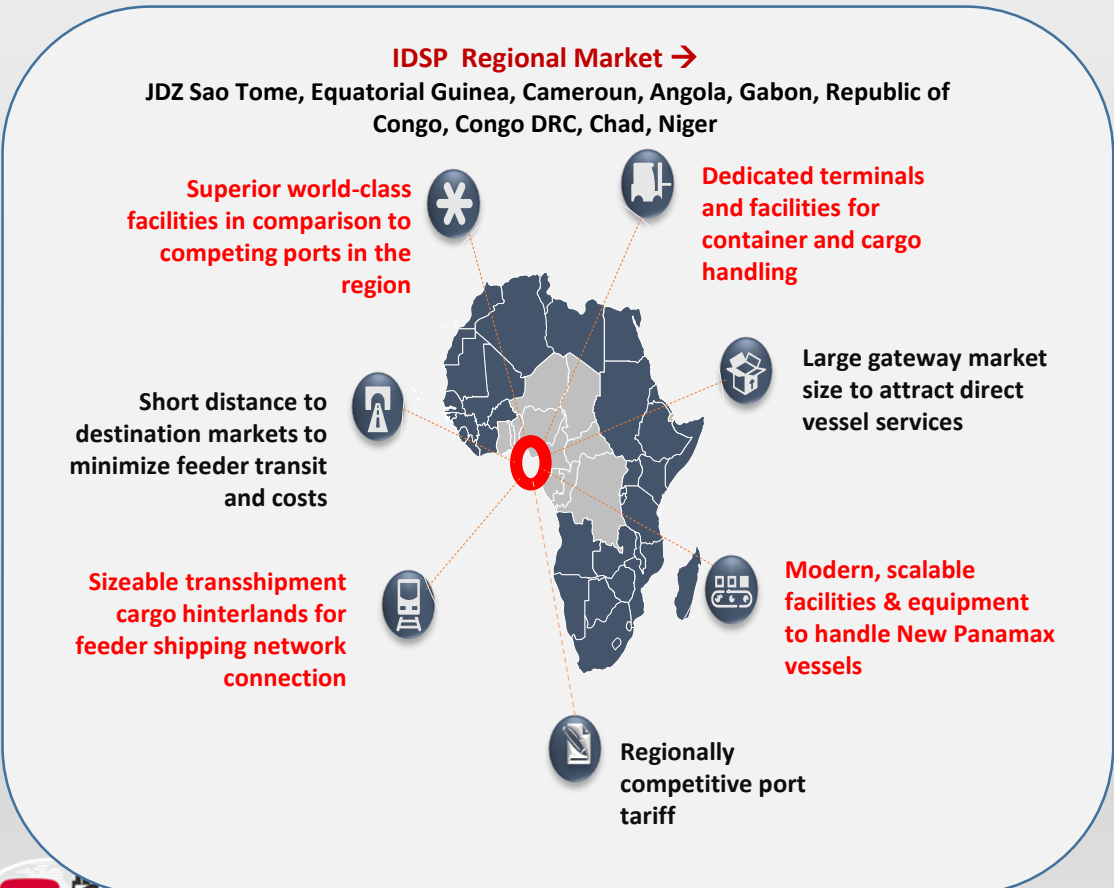 IDSP Regional Market →
JDZ Sao Tome, Equatorial Guinea, Cameroun, Angola, Gabon, Republic of
Congo, Congo DRC, Chad, Niger
Superior world-class
facilities in comparison to
competing ports in the
region
Dedicated terminals
and facilities for
container and cargo
handling
Short distance to
destination markets to
minimize feeder transit
and costs
Large gateway market
size to attract direct
vessel services
Sizeable transshipment
cargo hinterlands for
feeder shipping network
connection
Modern, scalable
facilities & equipment
to handle New Panamax
vessels
Regionally
competitive port
tariff